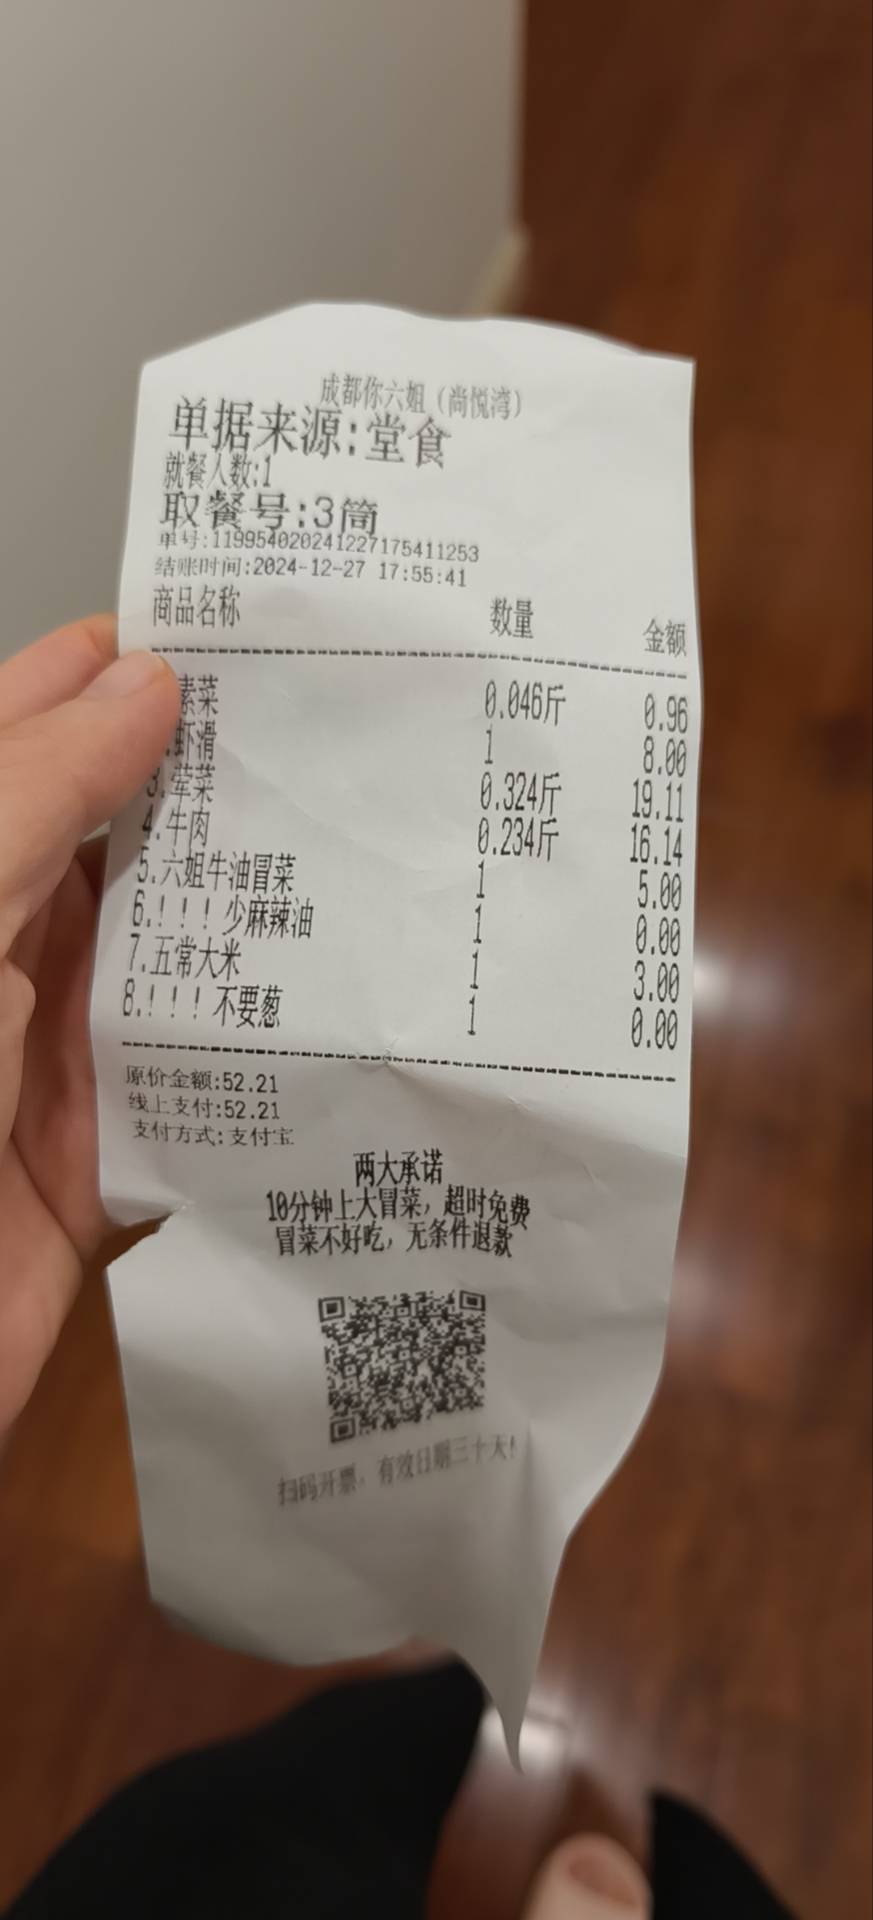 成都你六姐（尚悦湾）
单据来源:堂食
就餐人数:1
取餐号:3筒
单号:11995402024122717541​1253
结账时间:2024-12-27 17:55:41
商品名称 数量 金额
素菜 0.046斤 0.96
.虾滑 1 8.00
3.荤菜 0.324斤 19.11
4.牛肉 0.234斤 16.14
5.六姐牛油冒菜 1 5.00
6.！！！少麻辣油 1 0.00
7.五常大米 1 3.00
8.！！！不要葱 1 0.00
原价金额:52.21
线上支付:52.21
支付方式:支付宝
两大承诺
10分钟上大冒菜，超时免费
冒菜不好吃，无条件退款
扫码开票，有效日期三十天!